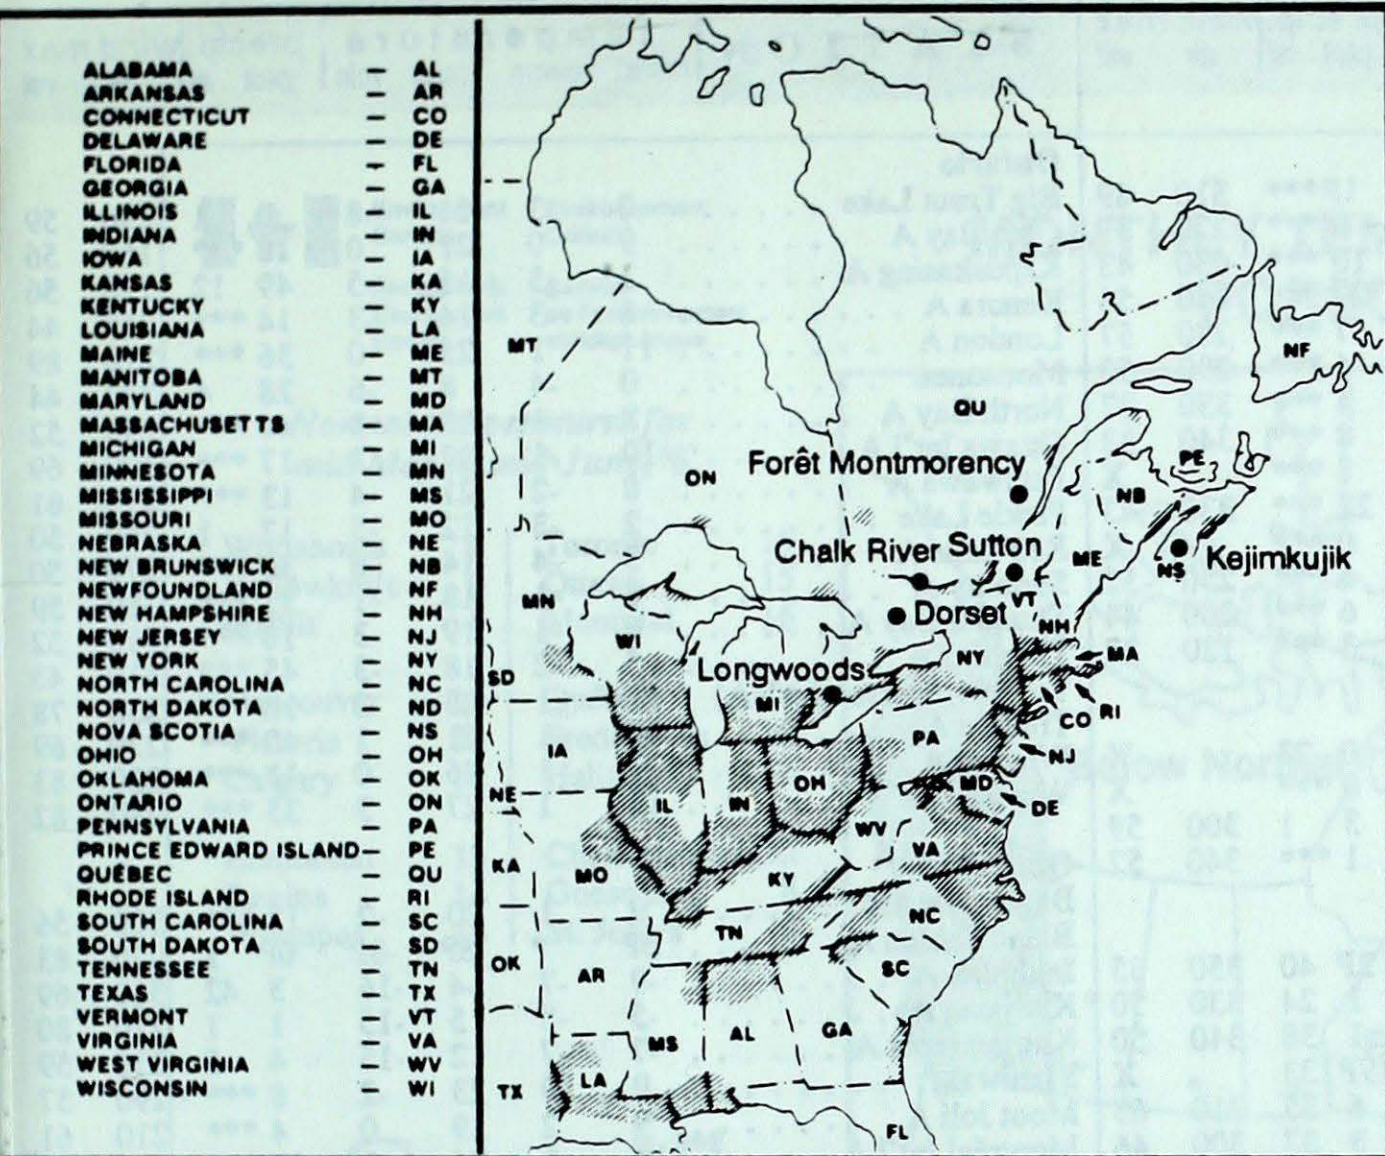 ALABAMA — AL
ARKANSAS — AR
CONNECTICUT — CO
DELAWARE — DE
FLORIDA — FL
GEORGIA — GA
ILLINOIS — IL
INDIANA — IN
IOWA — IA
KANSAS — KA
KENTUCKY — KY
LOUISIANA — LA
MAINE — ME
MANITOBA — MT
MARYLAND — MD
MASSACHUSETTS — MA
MICHIGAN — MI
MINNESOTA — MN
MISSISSIPPI — MS
MISSOURI — MO
NEBRASKA — NE
NEW BRUNSWICK — NB
NEWFOUNDLAND — NF
NEW HAMPSHIRE — NH
NEW JERSEY — NJ
NEW YORK — NY
NORTH CAROLINA — NC
NORTH DAKOTA — ND
NOVA SCOTIA — NS
OHIO — OH
OKLAHOMA — OK
ONTARIO — ON
PENNSYLVANIA — PA
PRINCE EDWARD ISLAND — PE
QUÉBEC — QU
RHODE ISLAND — RI
SOUTH CAROLINA — SC
SOUTH DAKOTA — SD
TENNESSEE — TN
TEXAS — TX
VERMONT — VT
VIRGINIA — VA
WEST VIRGINIA — WV
WISCONSIN — WI
MT
NF
QU
Forêt Montmorency
PE
ON
NB
Chalk River
Sutton
ME
NS
Kejimkujik
MN
Dorset
VT
NH
WI
NY
MA
Longwoods
SD
MI
CO
RI
IA
PA
NJ
NE
IL
IN
OH
MD
DE
WV
VA
KA
MO
KY
NC
TN
OK
AR
SC
MS
AL
GA
LA
TX
FL